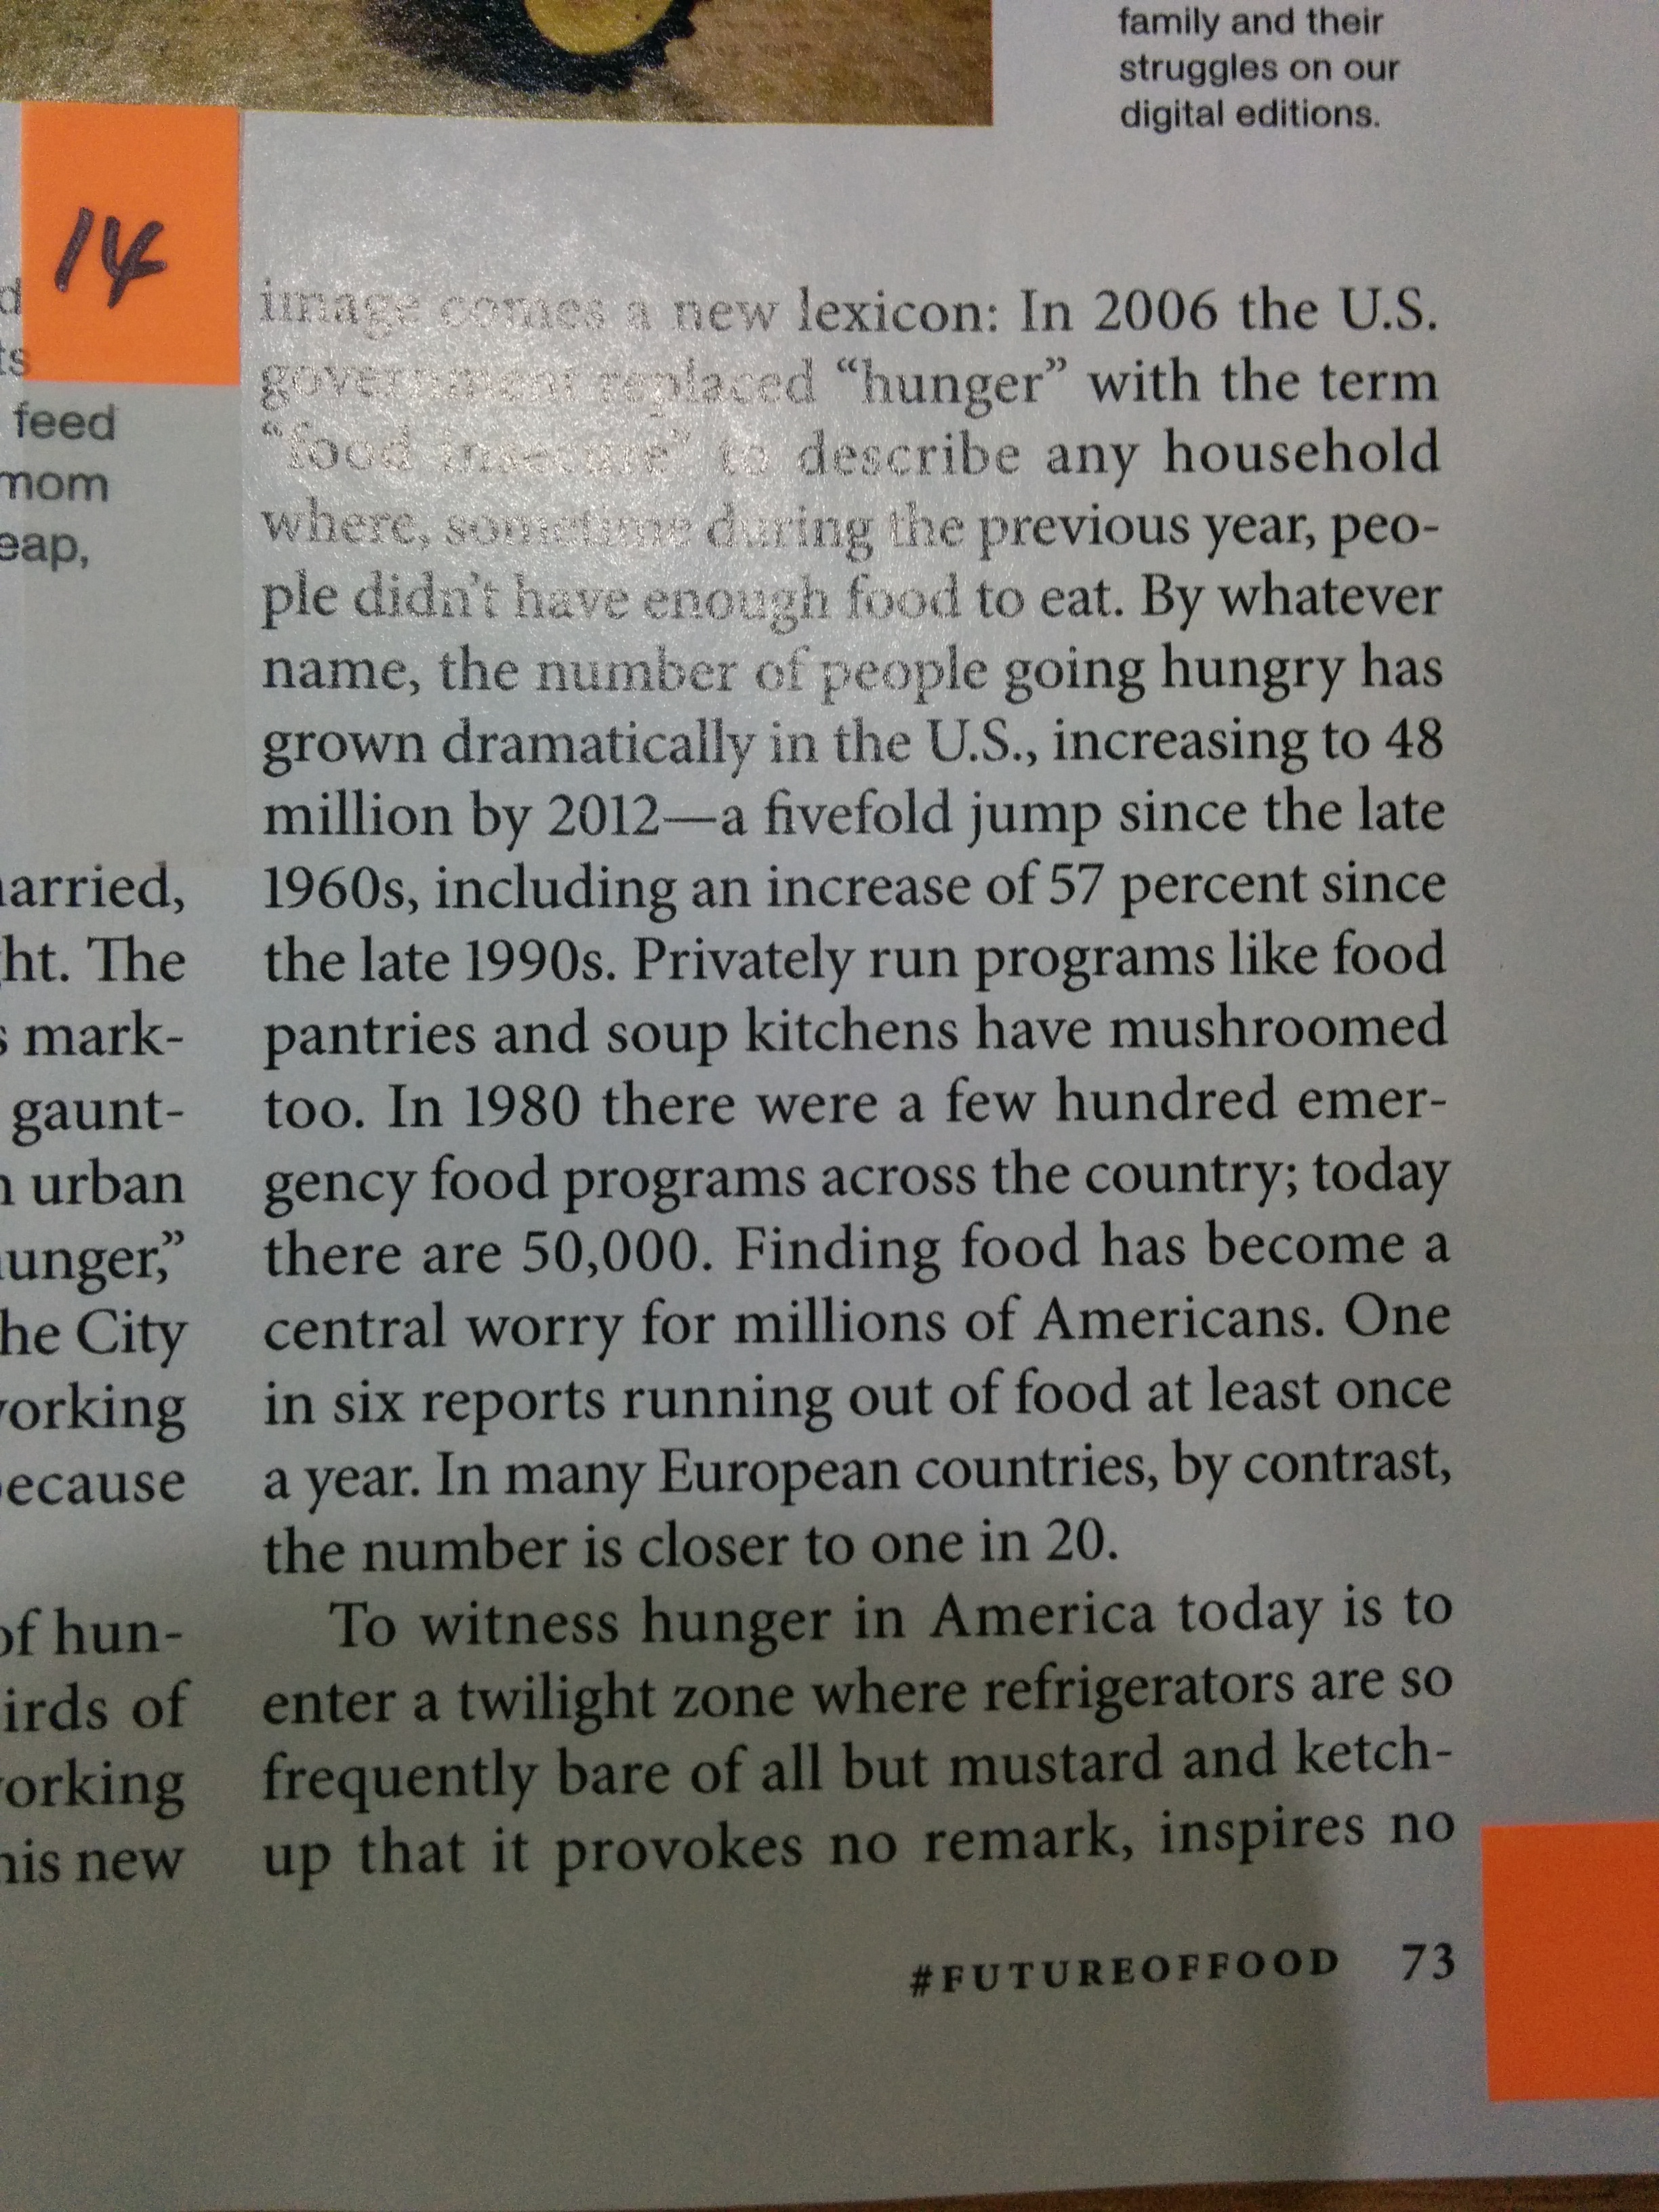 family and their
struggles on our
digital editions.
14
d
ts
feed
mom
eap,
arried,
ht. The
s mark-
gaunt-
n urban
unger,”
he City
orking
ecause
of hun-
irds of
orking
his new
image comes a new lexicon: In 2006 the U.S.
government replaced “hunger” with the term
“food insecure” to describe any household
where, sometime during the previous year, peo-
ple didn’t have enough food to eat. By whatever
name, the number of people going hungry has
grown dramatically in the U.S., increasing to 48
million by 2012—a fivefold jump since the late
1960s, including an increase of 57 percent since
the late 1990s. Privately run programs like food
pantries and soup kitchens have mushroomed
too. In 1980 there were a few hundred emer-
gency food programs across the country; today
there are 50,000. Finding food has become a
central worry for millions of Americans. One
in six reports running out of food at least once
a year. In many European countries, by contrast,
the number is closer to one in 20.
To witness hunger in America today is to
enter a twilight zone where refrigerators are so
frequently bare of all but mustard and ketch-
up that it provokes no remark, inspires no
#FUTUREOFFOOD 73